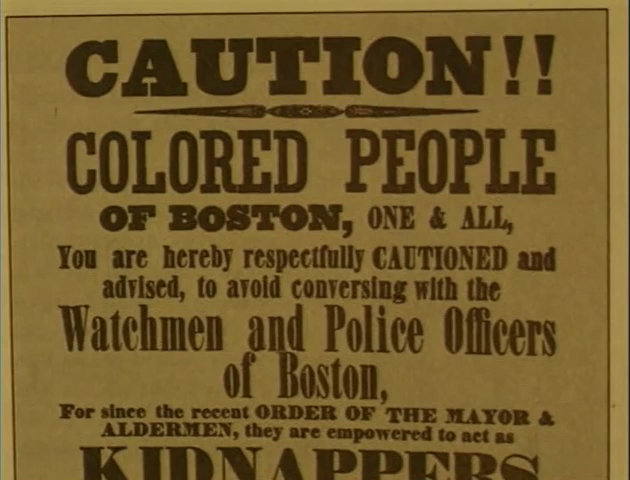 CAUTION!!
COLORED PEOPLE
OF BOSTON, ONE & ALL,
You are hereby respectfully CAUTIONED and
advised, to avoid conversing with the
Watchmen and Police Officers
of Boston,
For since the recent ORDER OF THE MAYOR &
ALDERMEN, they are empowered to act as
KIDNAPPERS